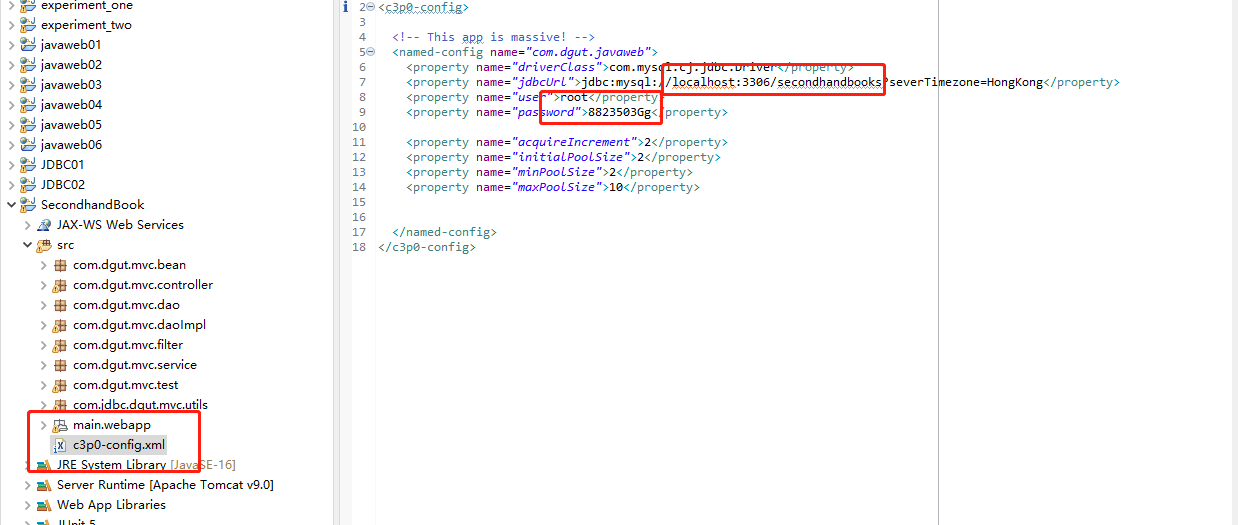 experiment_one
experiment_two
javaweb01
javaweb02
javaweb03
javaweb04
javaweb05
javaweb06
JDBC01
JDBC02
SecondhandBook
JAX-WS Web Services
src
com.dgut.mvc.bean
com.dgut.mvc.controller
com.dgut.mvc.dao
com.dgut.mvc.daoImpl
com.dgut.mvc.filter
com.dgut.mvc.service
com.dgut.mvc.test
com.jdbc.dgut.mvc.utils
main.webapp
c3p0-config.xml
JRE System Library [JavaSE-16]
Server Runtime [Apache Tomcat v9.0]
Web App Libraries
JUnit 5
2 <c3p0-config>
3
4 <!-- This app is massive! -->
5 <named-config name="com.dgut.javaweb">
6 <property name="driverClass">com.mysql.cj.jdbc.Driver</property>
7 <property name="jdbcUrl">jdbc:mysql://localhost:3306/secondhandbooks?severTimezone=HongKong</property>
8 <property name="user">root</property>
9 <property name="password">8823503Gg</property>
10
11 <property name="acquireIncrement">2</property>
12 <property name="initialPoolSize">2</property>
13 <property name="minPoolSize">2</property>
14 <property name="maxPoolSize">10</property>
15
16
17 </named-config>
18 </c3p0-config>